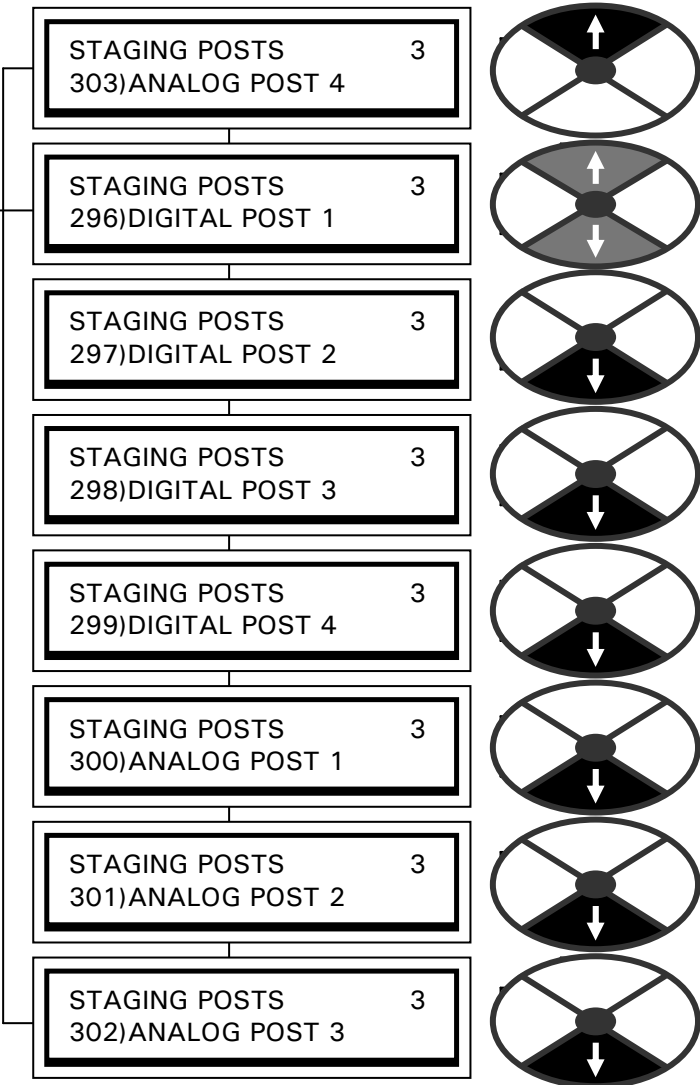 STAGING POSTS 3
303)ANALOG POST 4
STAGING POSTS 3
296)DIGITAL POST 1
STAGING POSTS 3
297)DIGITAL POST 2
STAGING POSTS 3
298)DIGITAL POST 3
STAGING POSTS 3
299)DIGITAL POST 4
STAGING POSTS 3
300)ANALOG POST 1
STAGING POSTS 3
301)ANALOG POST 2
STAGING POSTS 3
302)ANALOG POST 3